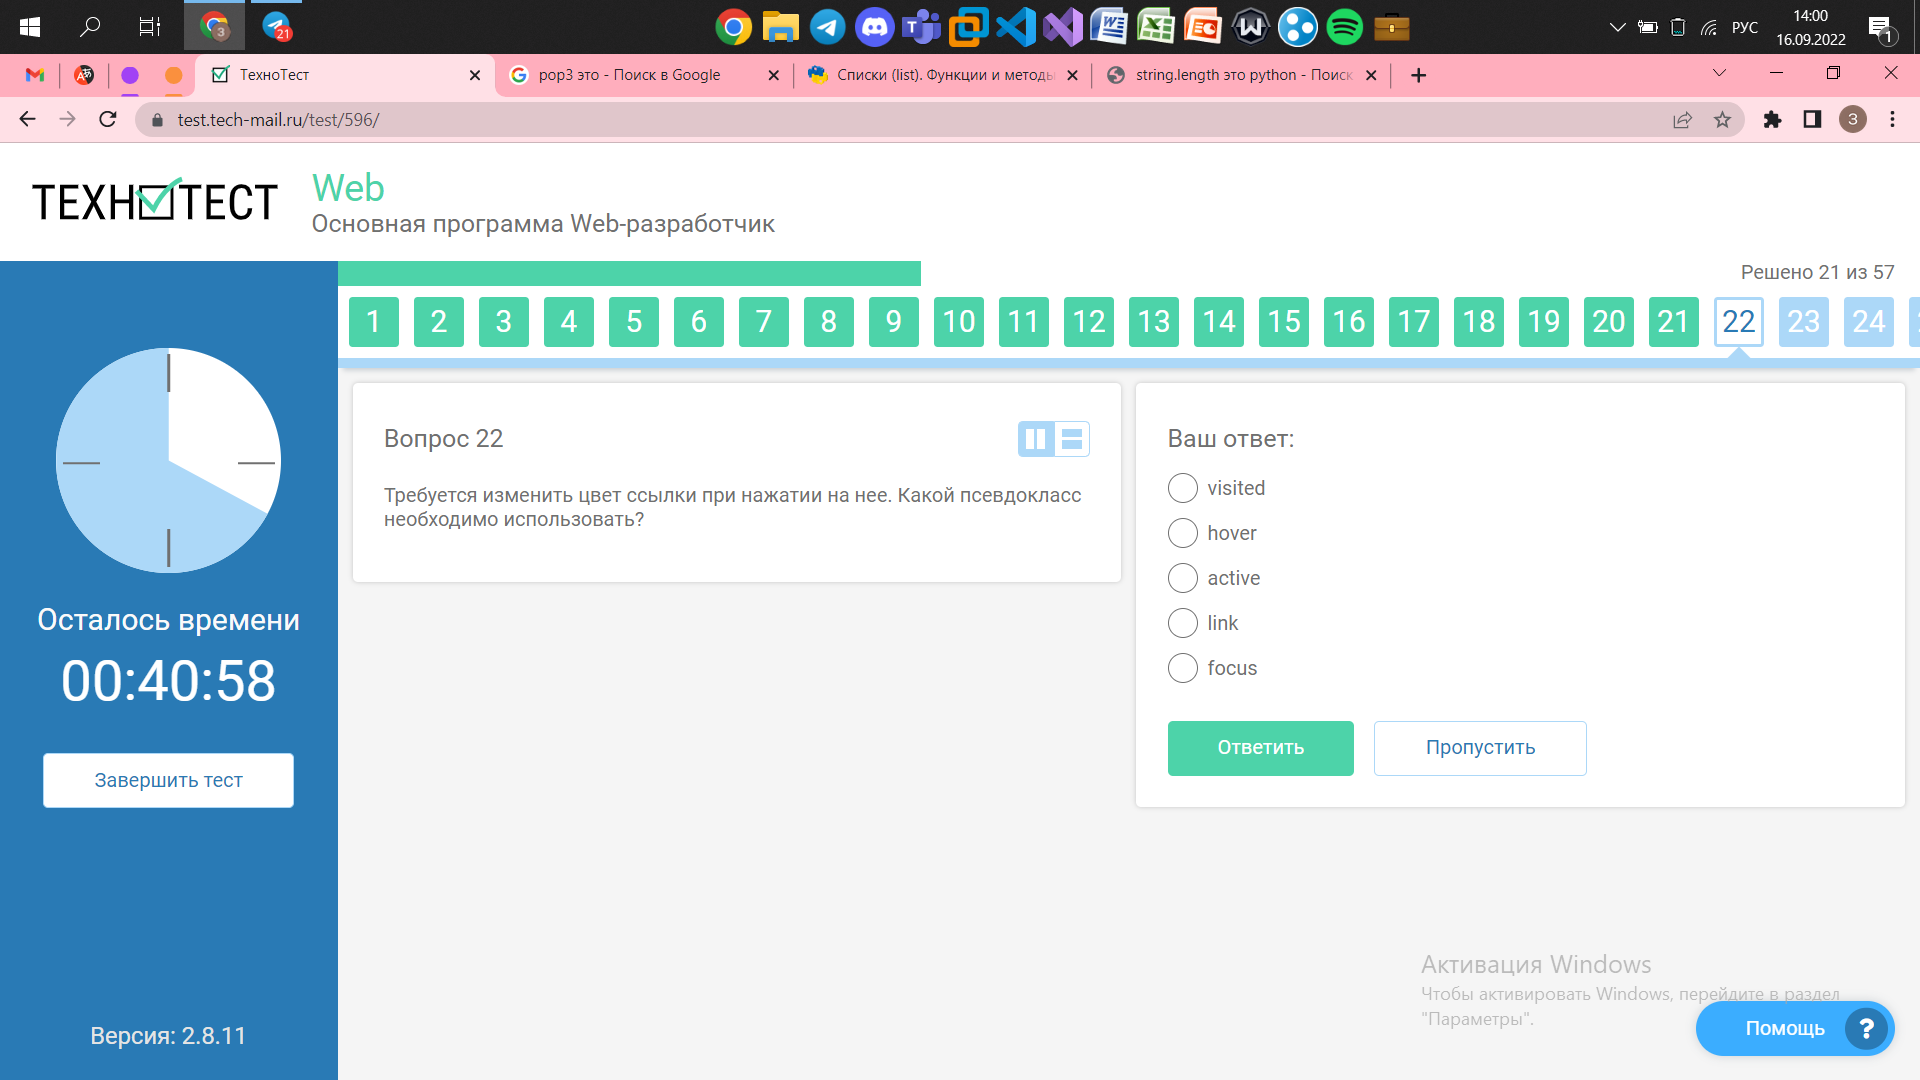 21
3
РУС
14:00
16.09.2022
1
ТехноТест
pop3 это - Поиск в Google
Списки (list). Функции и методы
string.length это python - Поиск
test.tech-mail.ru/test/596/
3
ТЕХНОТЕСТ
Web
Основная программа Web-разработчик
Решено 21 из 57
1 2 3 4 5 6 7 8 9 10 11 12 13 14 15 16 17 18 19 20 21 22 23 24
Осталось времени
00:40:58
Завершить тест
Версия: 2.8.11
Вопрос 22
Требуется изменить цвет ссылки при нажатии на нее. Какой псевдокласс
необходимо использовать?
Ваш ответ:
visited
hover
active
link
focus
Ответить
Пропустить
Активация Windows
Чтобы активировать Windows, перейдите в раздел
"Параметры".
Помощь ?